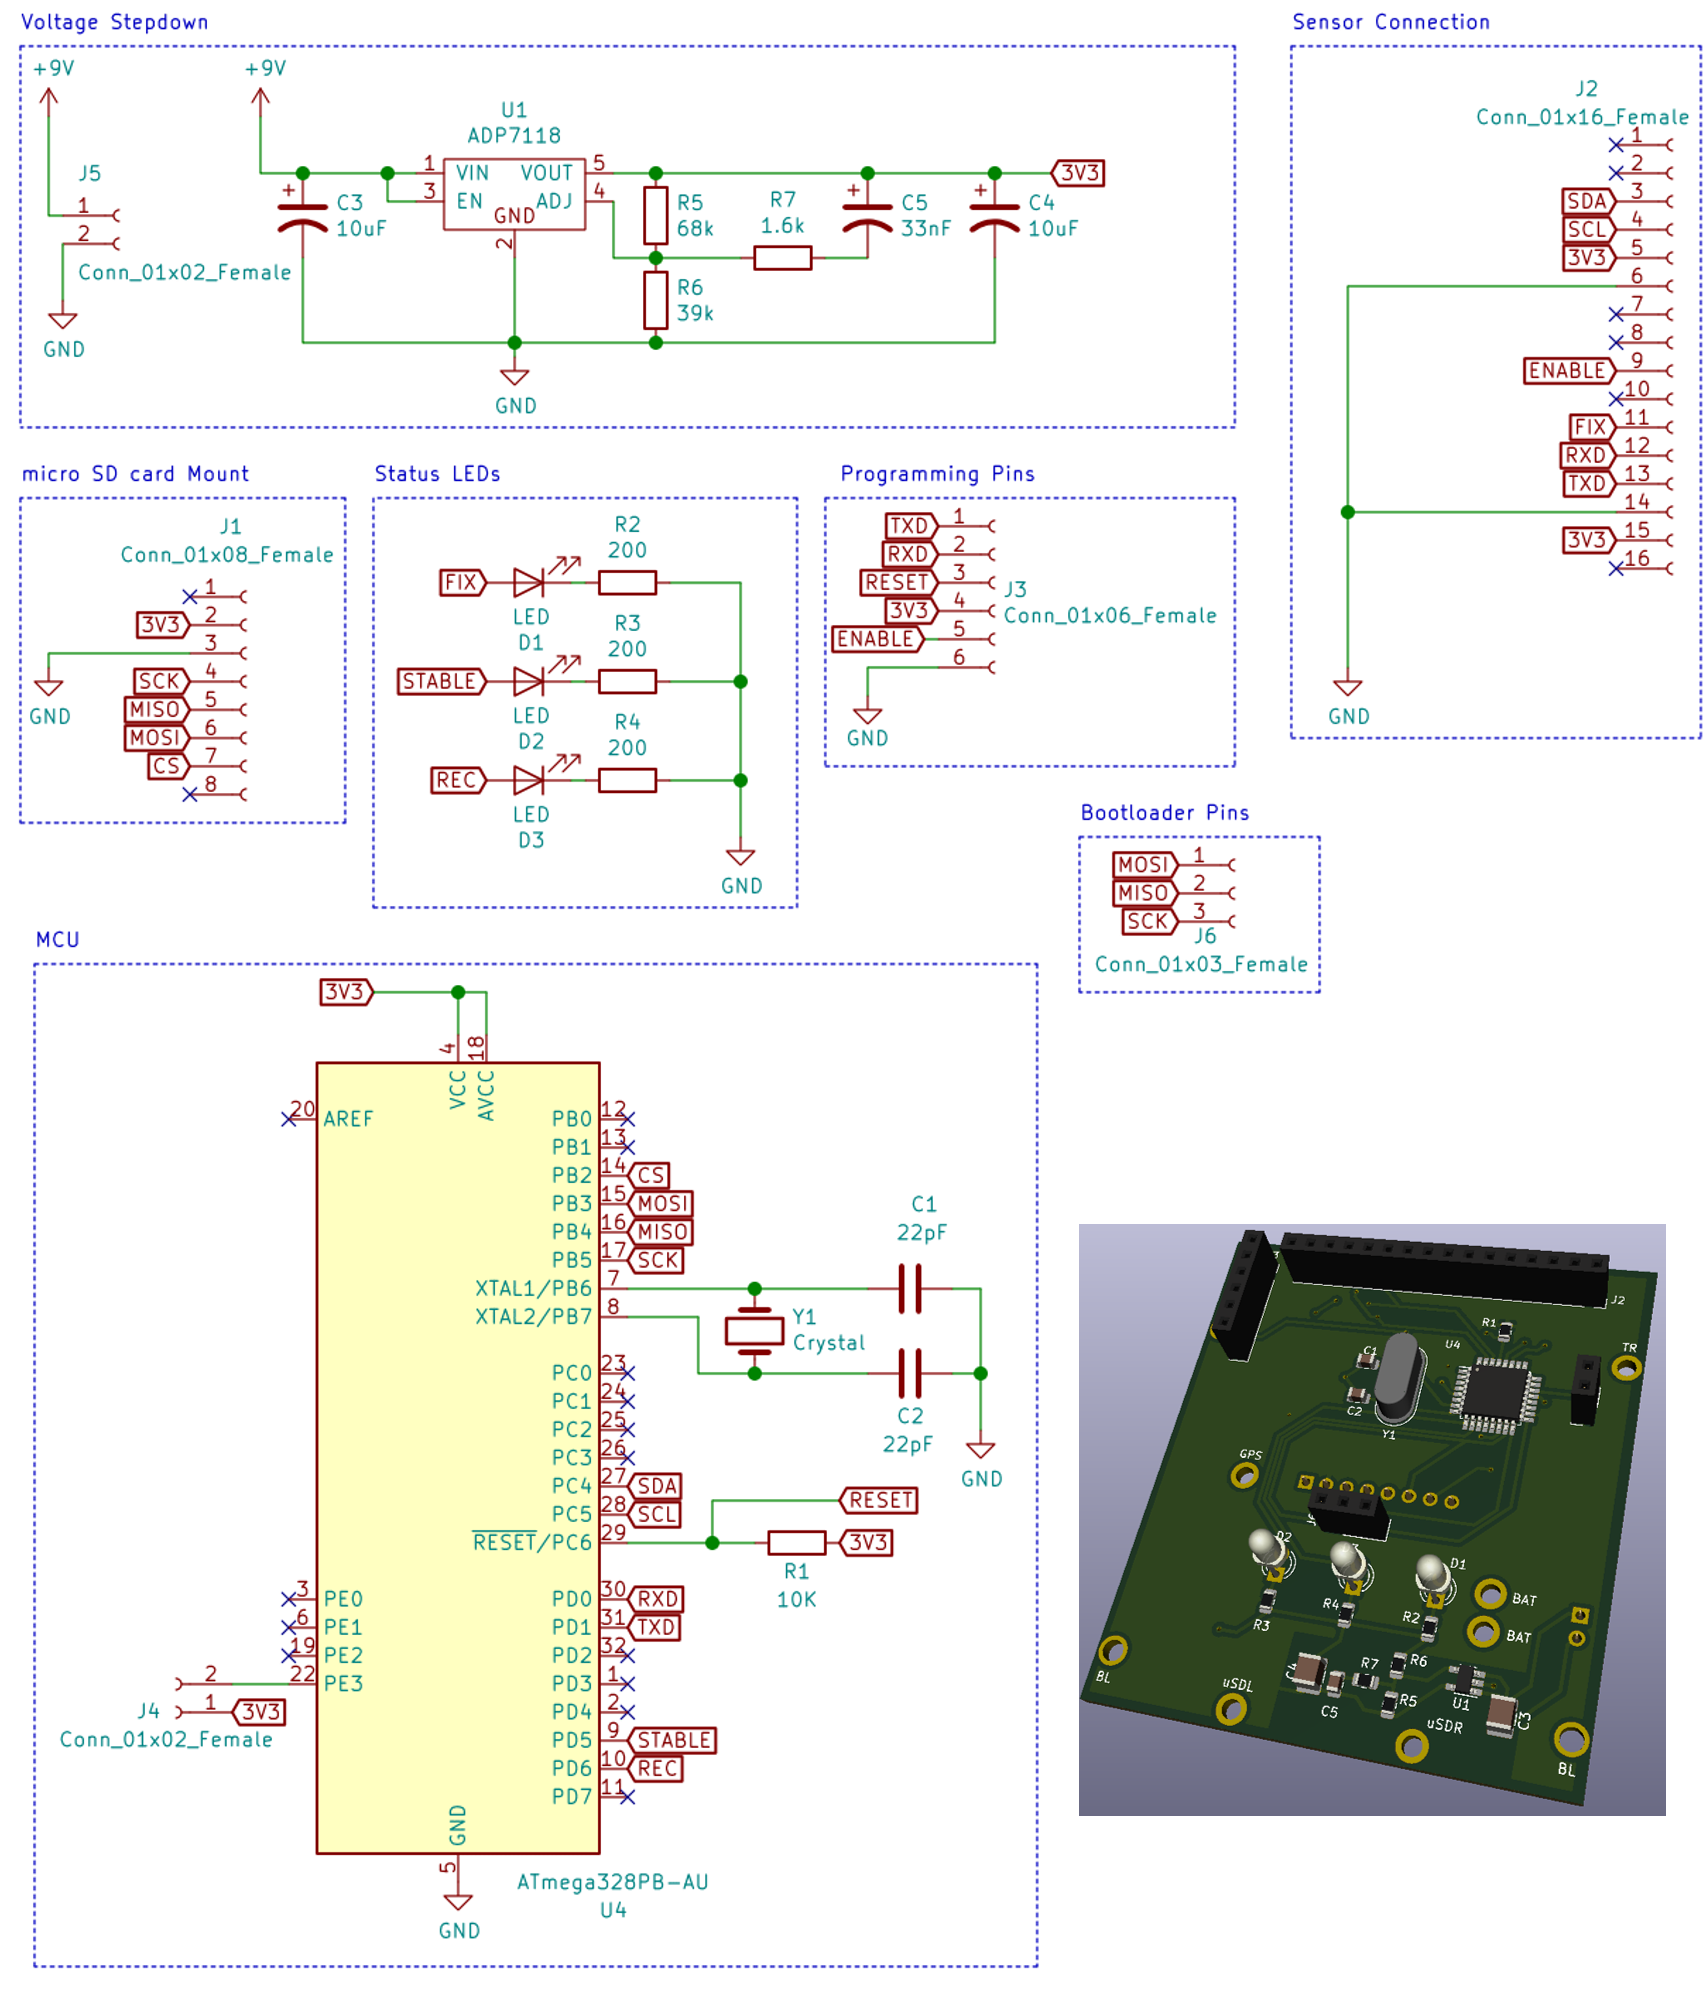 Voltage Stepdown
+9V
+9V
J5
1
2
Conn_01x02_Female
GND
U1
ADP7118
1
VIN
VOUT
5
3
EN
ADJ
4
GND
2
C3
10uF
R5
68k
R7
1.6k
C5
33nF
C4
10uF
R6
39k
3V3
+
+
+
GND
Sensor Connection
J2
Conn_01x16_Female
1
2
SDA 3
SCL 4
3V3 5
6
7
8
ENABLE 9
10
FIX 11
RXD 12
TXD 13
14
3V3 15
16
GND
micro SD card Mount
J1
Conn_01x08_Female
1
3V3 2
3
SCK 4
MISO 5
MOSI 6
CS 7
8
GND
Status LEDs
R2
200
FIX
LED
D1
R3
200
STABLE
LED
D2
R4
200
REC
LED
D3
GND
Programming Pins
TXD 1
RXD 2
RESET 3
3V3 4
ENABLE 5
6
J3
Conn_01x06_Female
GND
Bootloader Pins
MOSI 1
MISO 2
SCK 3
J6
Conn_01x03_Female
MCU
3V3
4
18
VCC
AVCC
20 AREF
PB0 12
PB1 13
PB2 14 CS
PB3 15 MOSI
PB4 16 MISO
PB5 17 SCK
XTAL1/PB6 7
XTAL2/PB7 8
C1
22pF
Y1
Crystal
C2
22pF
GND
PC0 23
PC1 24
PC2 25
PC3 26
PC4 27 SDA
PC5 28 SCL
RESET/PC6 29
RESET
3V3
R1
10K
3 PE0
6 PE1
19 PE2
22 PE3
PD0 30 RXD
PD1 31 TXD
PD2 32
PD3 1
PD4 2
PD5 9 STABLE
PD6 10 REC
PD7 11
2
1 3V3
J4
Conn_01x02_Female
GND
5
GND
ATmega328PB-AU
U4
J2
R1
U4
TR
C1
C2
Y1
GPS
D2
D1
R3
R4
R2
BAT
BAT
BL
uSDL
C5
R7
R6
R5
U1
C3
uSDR
BL